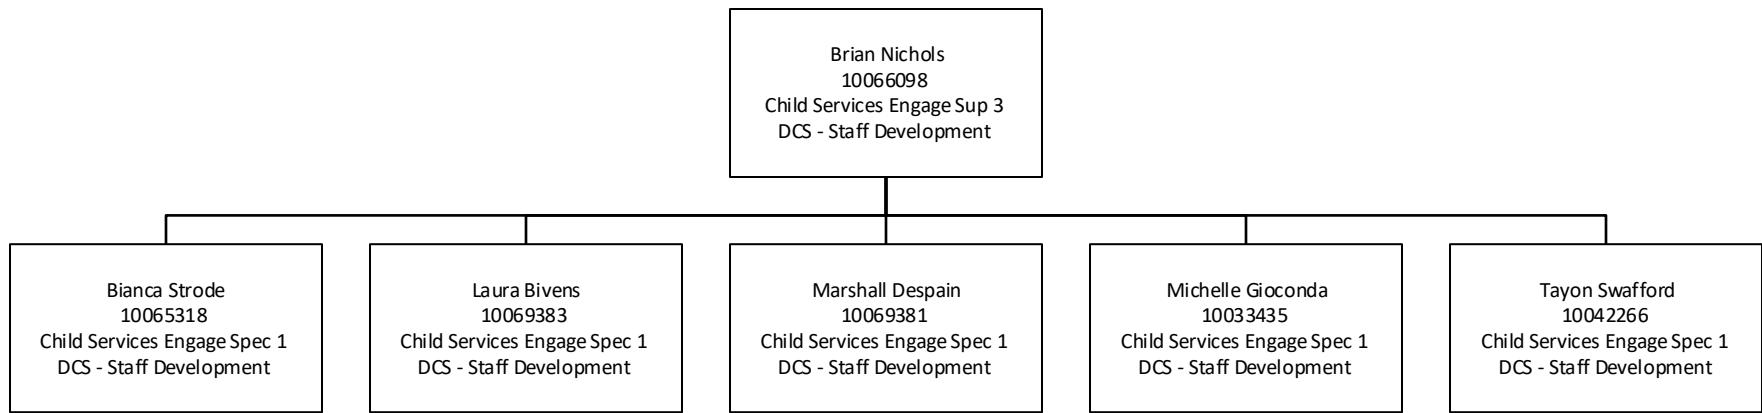 Brian Nichols
10066098
Child Services Engage Sup 3
DCS - Staff Development
Bianca Strode
10065318
Child Services Engage Spec 1
DCS - Staff Development
Laura Bivens
10069383
Child Services Engage Spec 1
DCS - Staff Development
Marshall Despain
10069381
Child Services Engage Spec 1
DCS - Staff Development
Michelle Gioconda
10033435
Child Services Engage Spec 1
DCS - Staff Development
Tayon Swafford
10042266
Child Services Engage Spec 1
DCS - Staff Development